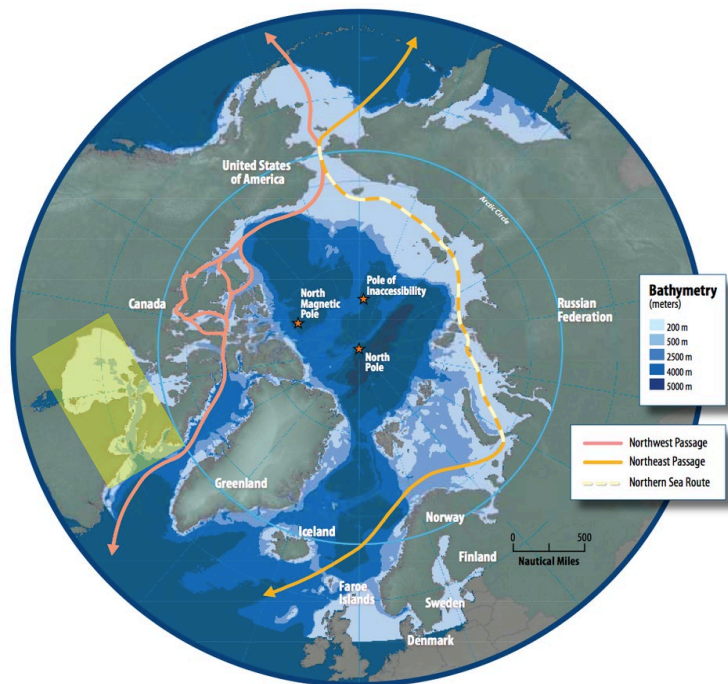 United States
of America
Arctic Circle
Canada
North
Magnetic
Pole
Pole of
Inaccessibility
North
Pole
Russian
Federation
Greenland
Iceland
Norway
Finland
Faroe
Islands
Sweden
Denmark
Bathymetry
(meters)
200 m
500 m
2500 m
4000 m
5000 m
Northwest Passage
Northeast Passage
Northern Sea Route
0 500
Nautical Miles